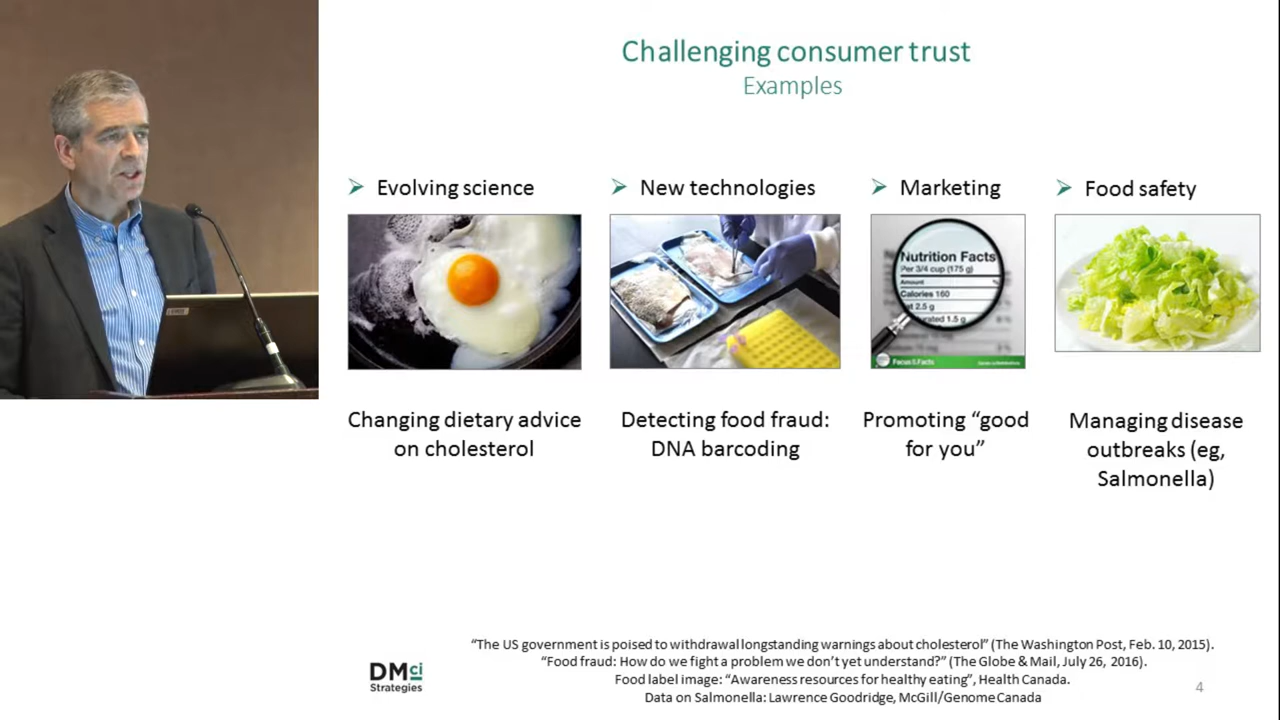 Challenging consumer trust
Examples
Evolving science
New technologies
Marketing
Food safety
Nutrition Facts
Per 3/4 cup (175 g)
Amount
Calories 160
at 2.5 g
urated 1.5 g
Focus on Facts
Changing dietary advice
on cholesterol
Detecting food fraud:
DNA barcoding
Promoting “good
for you”
Managing disease
outbreaks (eg,
Salmonella)
“The US government is poised to withdrawal longstanding warnings about cholesterol” (The Washington Post, Feb. 10, 2015).
“Food fraud: How do we fight a problem we don’t yet understand?” (The Globe & Mail, July 26, 2016).
Food label image: “Awareness resources for healthy eating”, Health Canada.
Data on Salmonella: Lawrence Goodridge, McGill/Genome Canada
DMci
Strategies
4